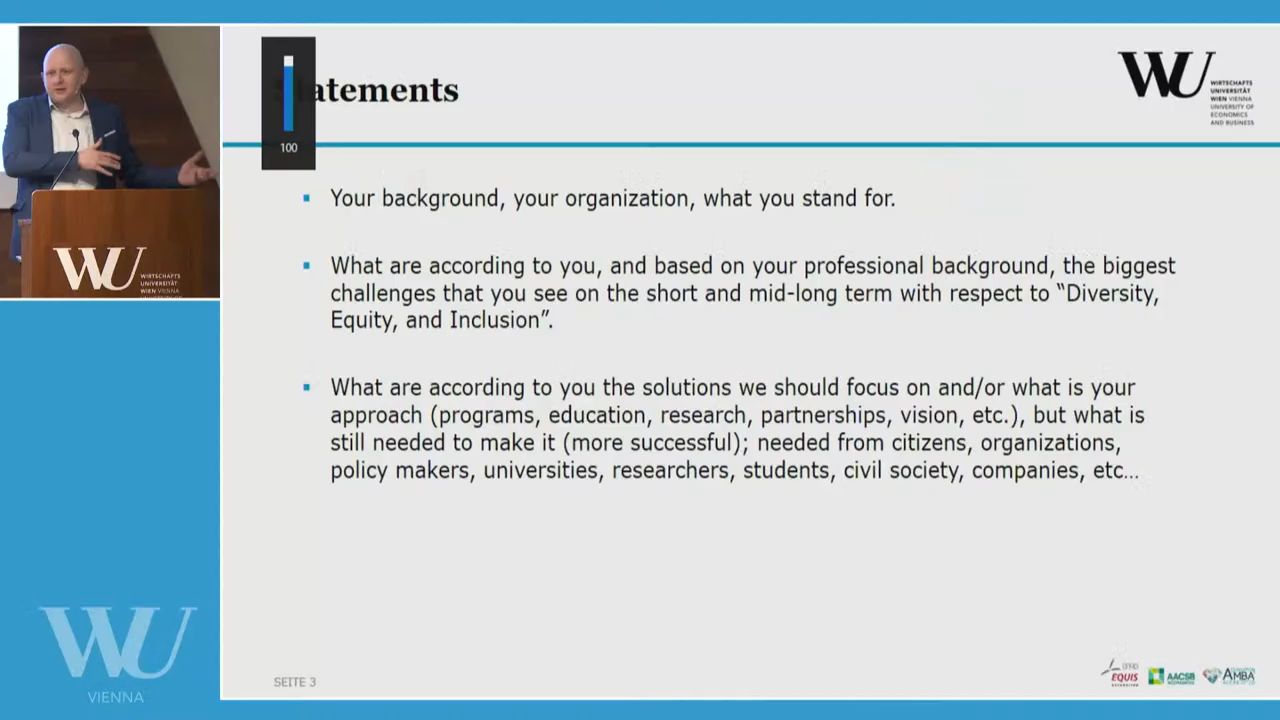 Statements
100
WU
WIRTSCHAFTS
UNIVERSITÄT
WIEN VIENNA
UNIVERSITY OF
ECONOMICS
AND BUSINESS
Your background, your organization, what you stand for.
What are according to you, and based on your professional background, the biggest
challenges that you see on the short and mid-long term with respect to “Diversity,
Equity, and Inclusion”.
What are according to you the solutions we should focus on and/or what is your
approach (programs, education, research, partnerships, vision, etc.), but what is
still needed to make it (more successful); needed from citizens, organizations,
policy makers, universities, researchers, students, civil society, companies, etc…
WU
WIRTSCHAFTS
UNIVERSITÄT
WIEN VIENNA
WU
VIENNA
SEITE 3
EFMD
EQUIS
AACSB
AMBA